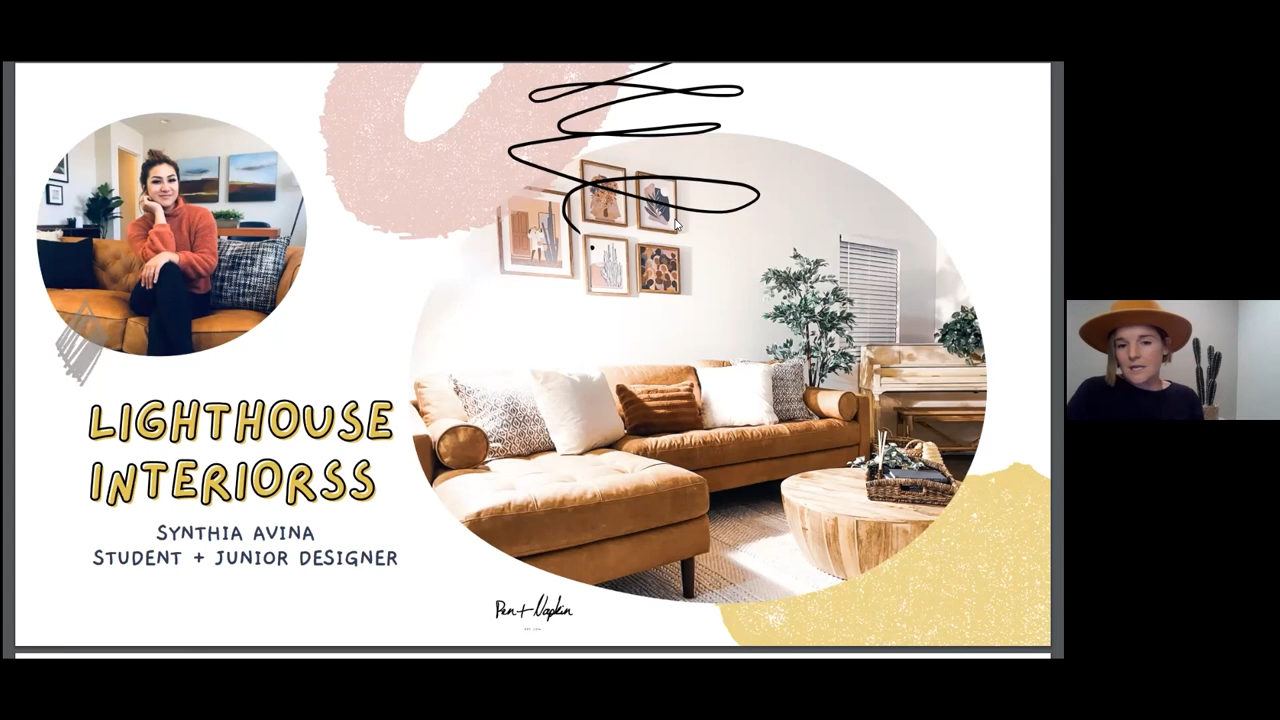 LIGHTHOUSE
INTERIORSS
SYNTHIA AVINA
STUDENT + JUNIOR DESIGNER
Pen + Napkin